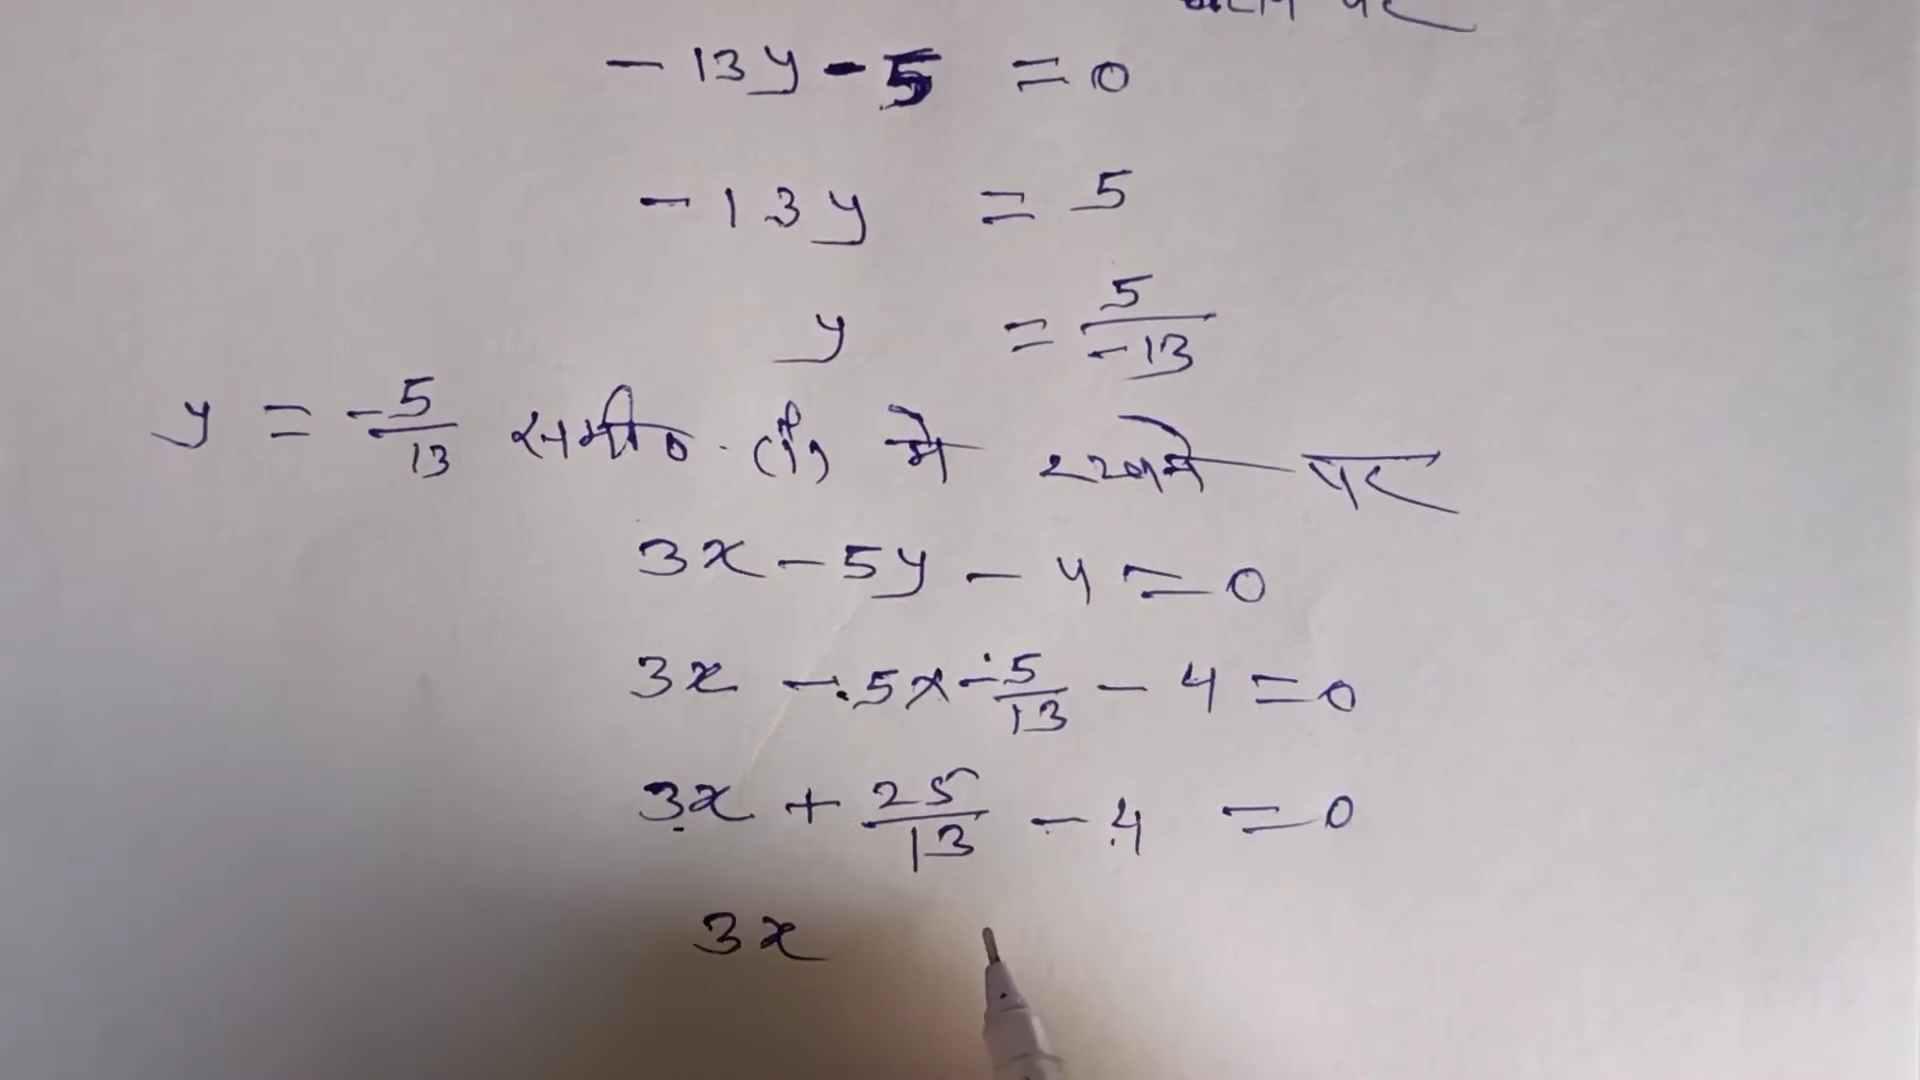 पर
- 13y - 5 = 0
- 13y = 5
y = 5/-13
y = -5/13 समी० (i) मे रखने पर
3x - 5y - 4 = 0
3x - 5x -5/13 - 4 = 0
3x + 25/13 - 4 = 0
3x